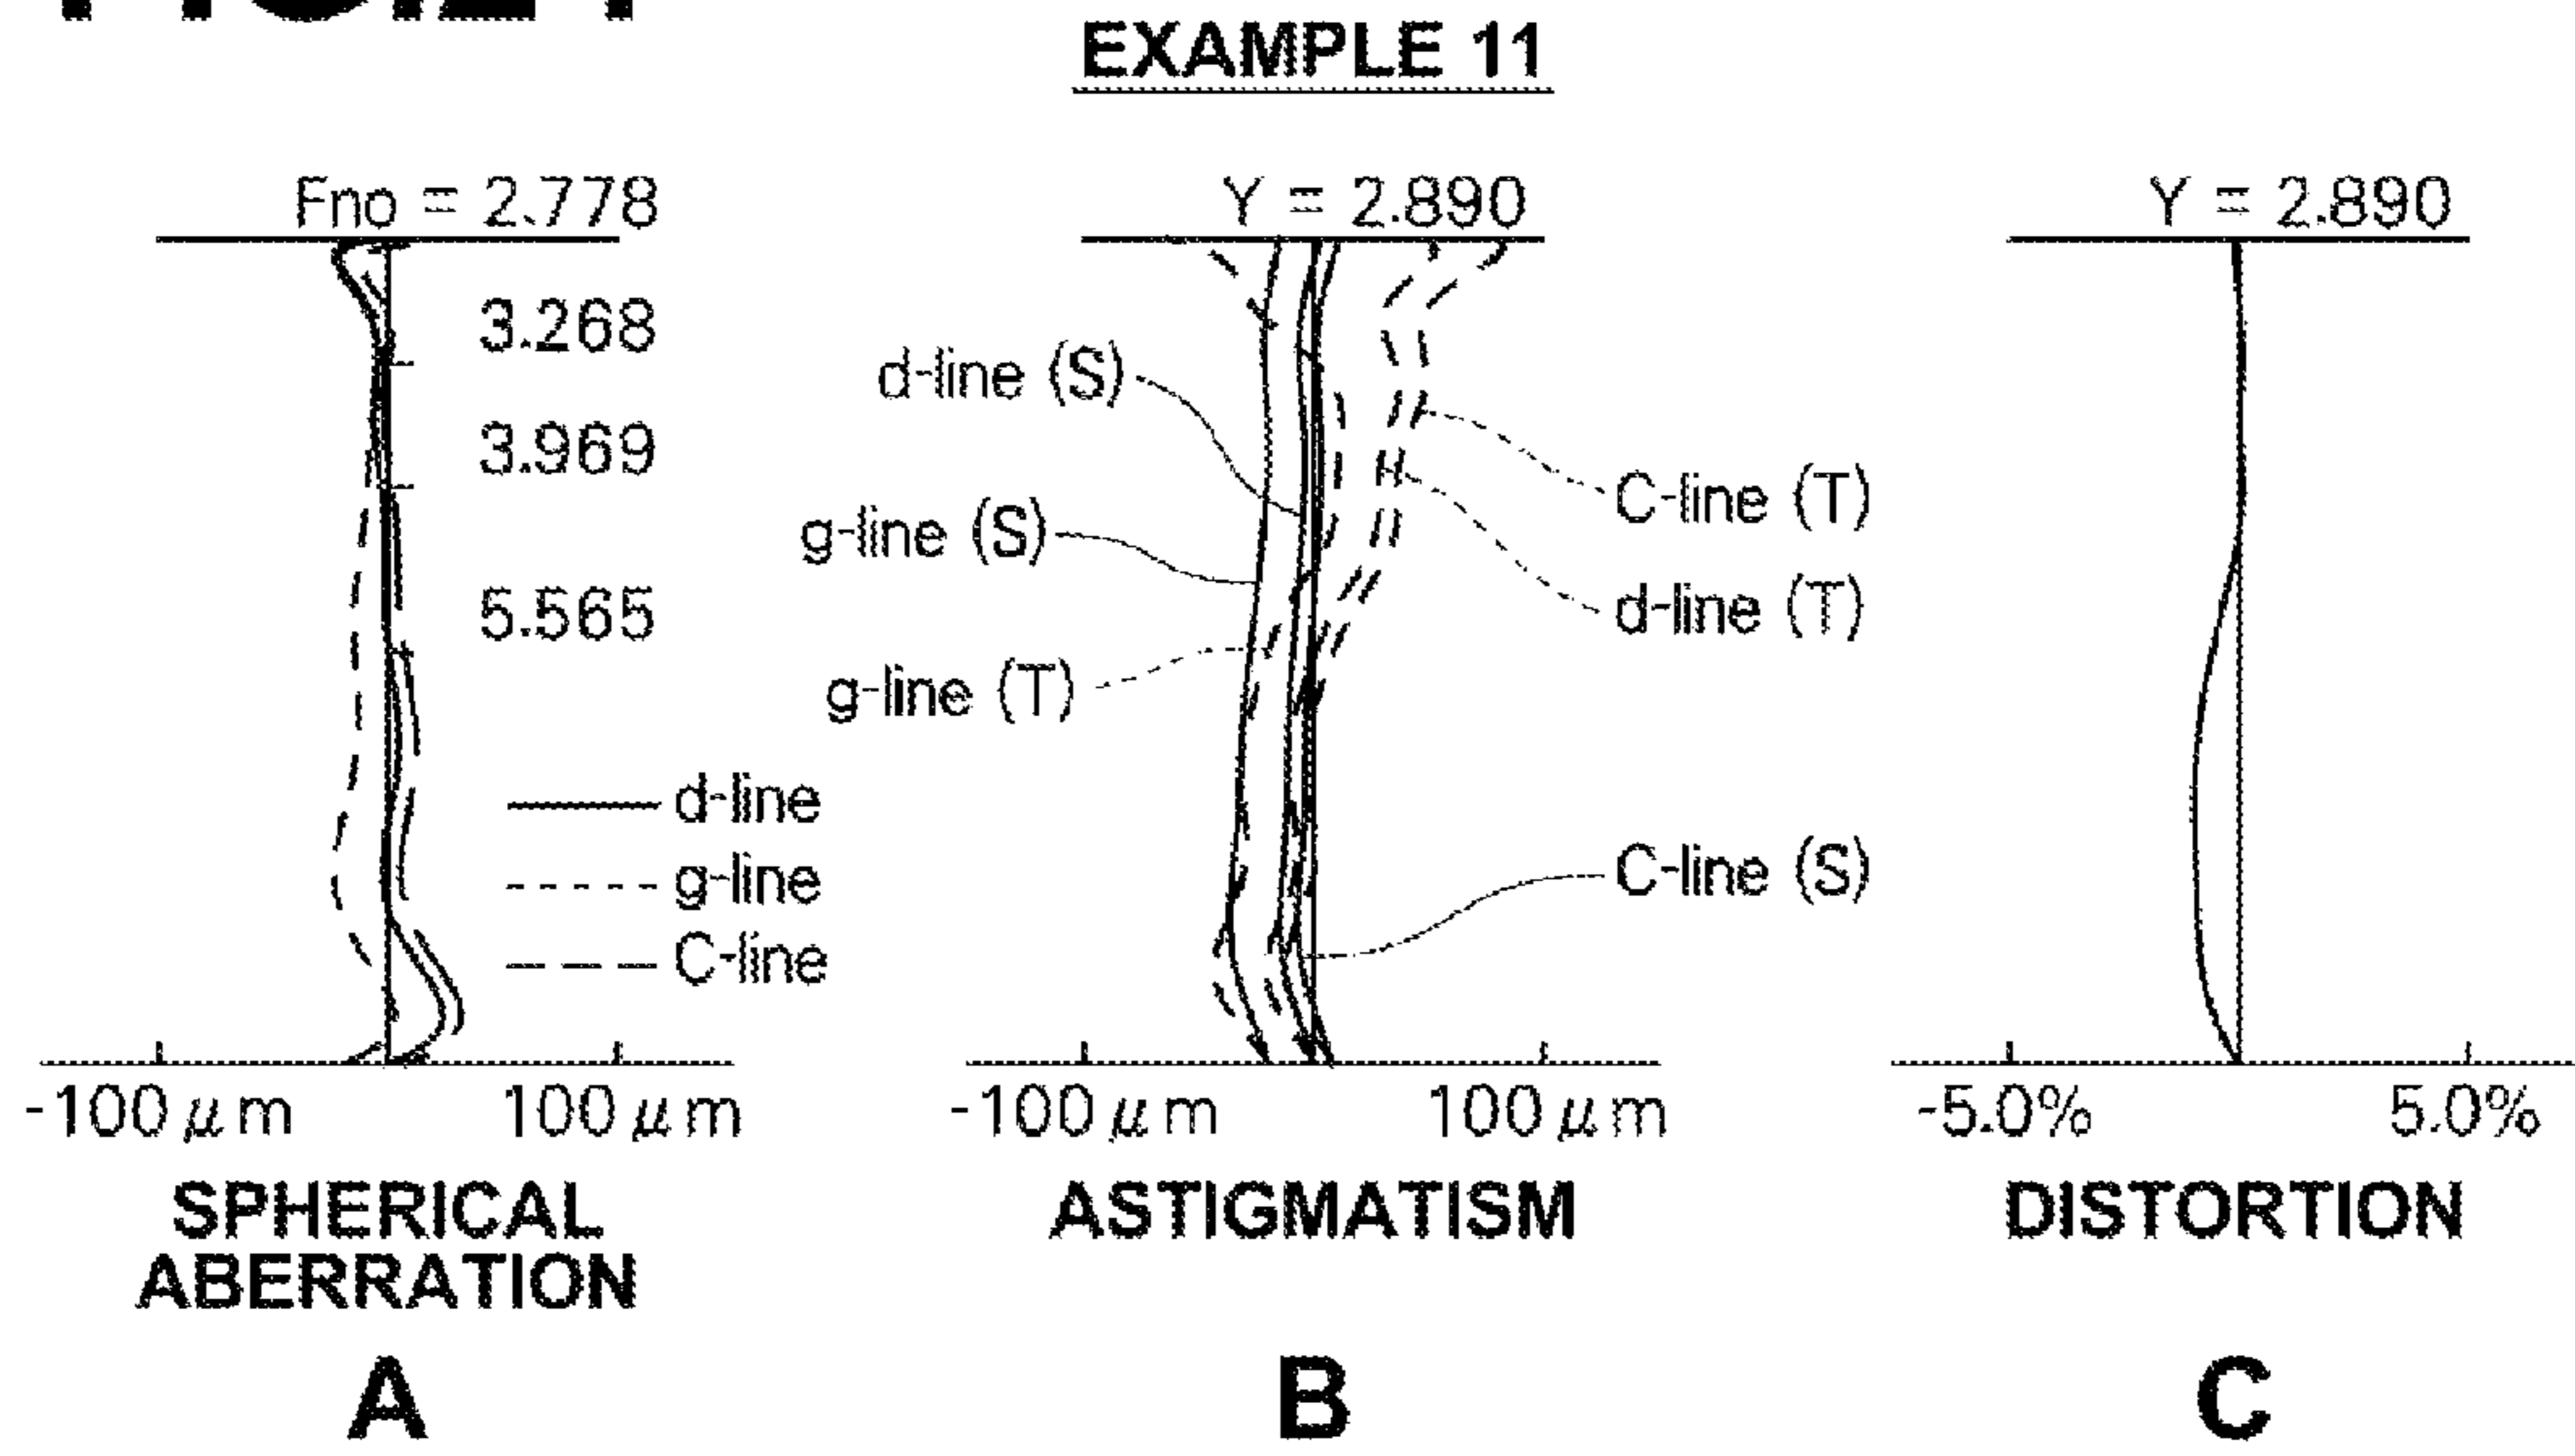 EXAMPLE 11
Fno = 2.778
3.268
3.969
5.565
d-line
g-line
C-line
-100 μm
100 μm
SPHERICAL
ABERRATION
A
Y = 2.890
d-line (S)
g-line (S)
g-line (T)
C-line (T)
d-line (T)
C-line (S)
-100 μm
100 μm
ASTIGMATISM
B
Y = 2.890
-5.0%
5.0%
DISTORTION
C